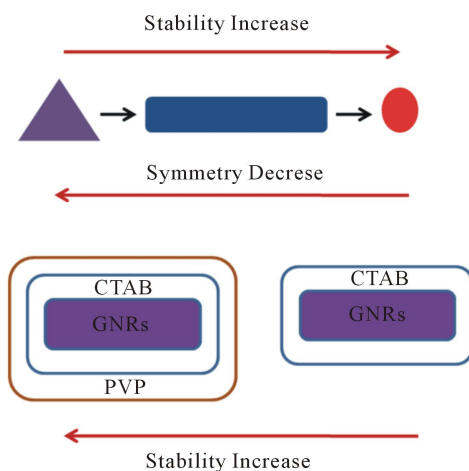 Stability Increase
Symmetry Decrese
CTAB
CTAB
GNRs
GNRs
PVP
Stability Increase